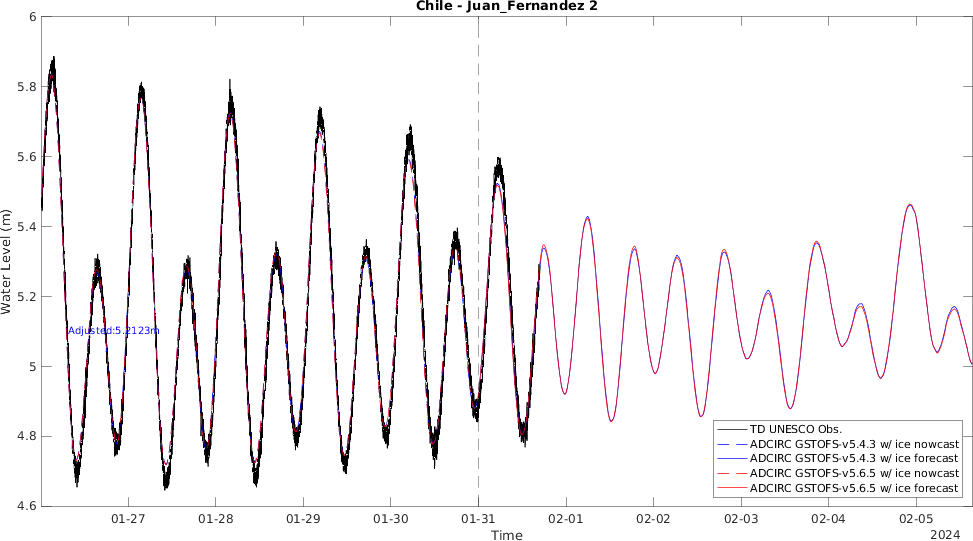 Chile - Juan_Fernandez 2
Water Level (m)
6
5.8
5.6
5.4
5.2
5
4.8
4.6
Adjusted:5.2123m
TD UNESCO Obs.
ADCIRC GSTOFS-v5.4.3 w/ ice nowcast
ADCIRC GSTOFS-v5.4.3 w/ ice forecast
ADCIRC GSTOFS-v5.6.5 w/ ice nowcast
ADCIRC GSTOFS-v5.6.5 w/ ice forecast
01-27 01-28 01-29 01-30 01-31 02-01 02-02 02-03 02-04 02-05
Time
2024